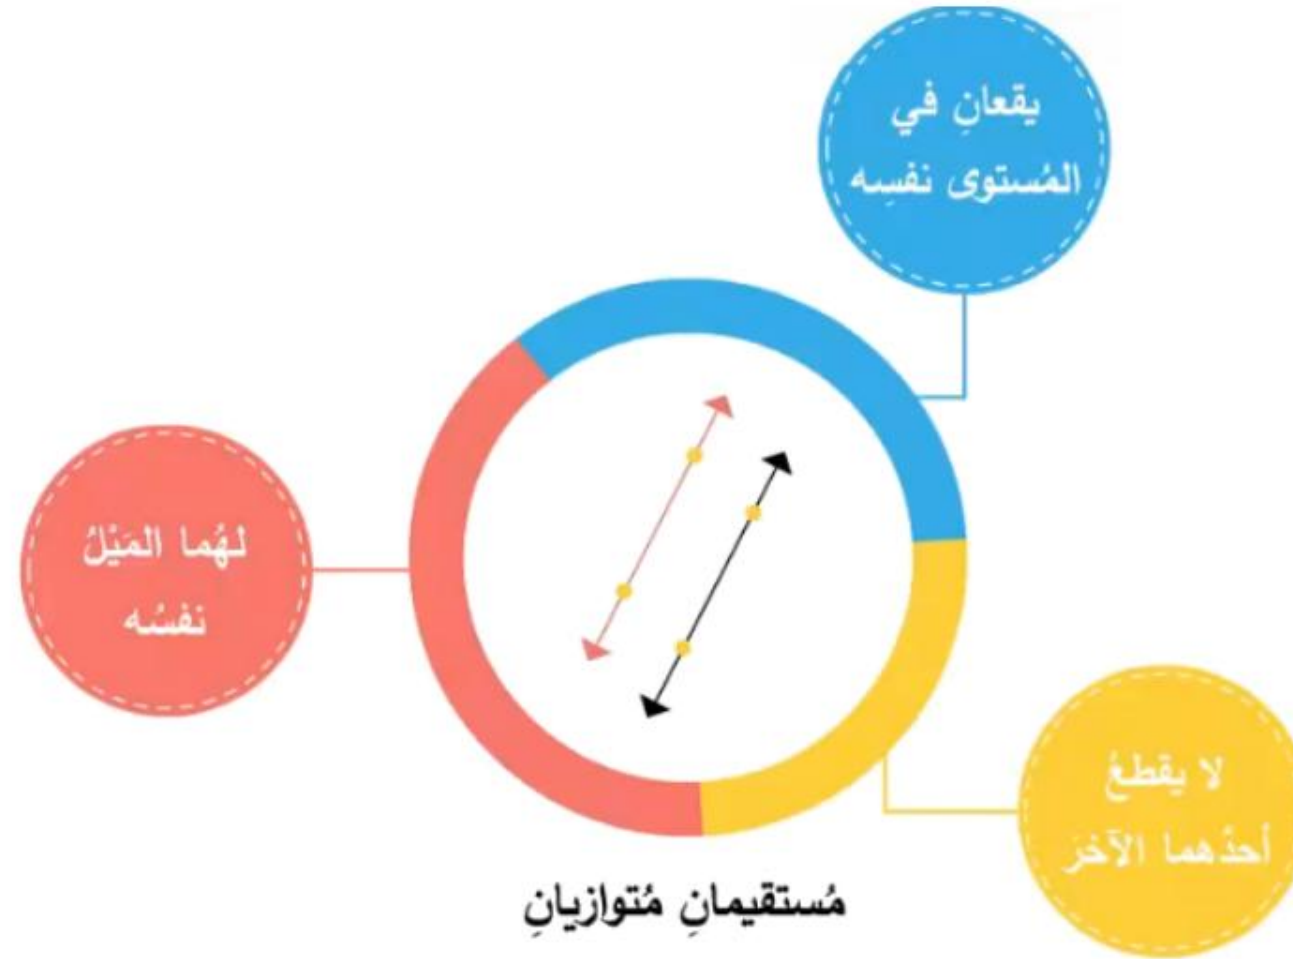 يقعانِ في
المُستوى نفسِه
لهُما المَيْلُ
نفسُه
لا يقطعُ
أحدُهما الآخرَ
مُستقيمانِ مُتوازيانِ